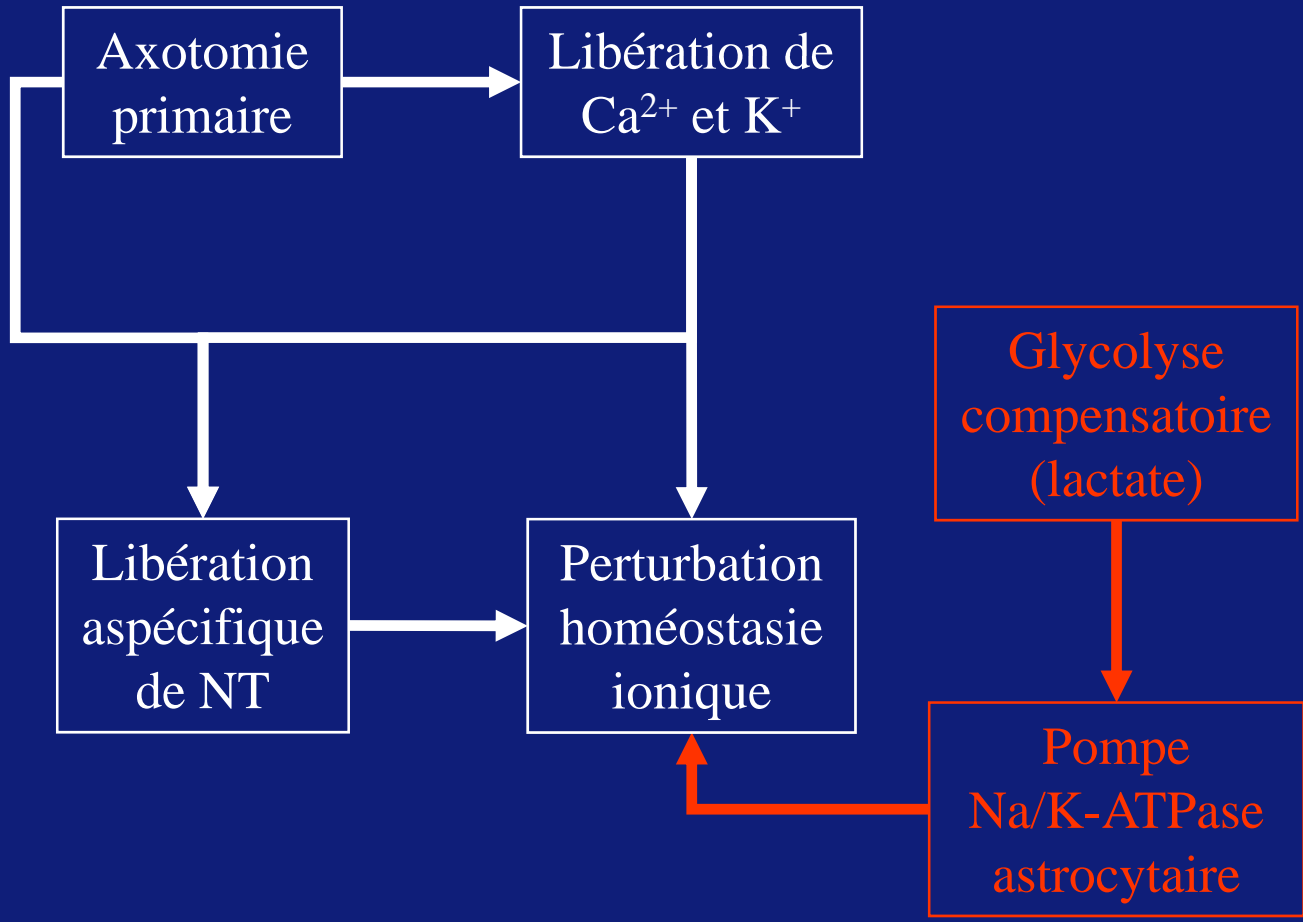 Axotomie
primaire
Libération de
Ca²⁺ et K⁺
Glycolyse
compensatoire
(lactate)
Libération
aspécifique
de NT
Perturbation
homéostasie
ionique
Pompe
Na/K-ATPase
astrocytaire